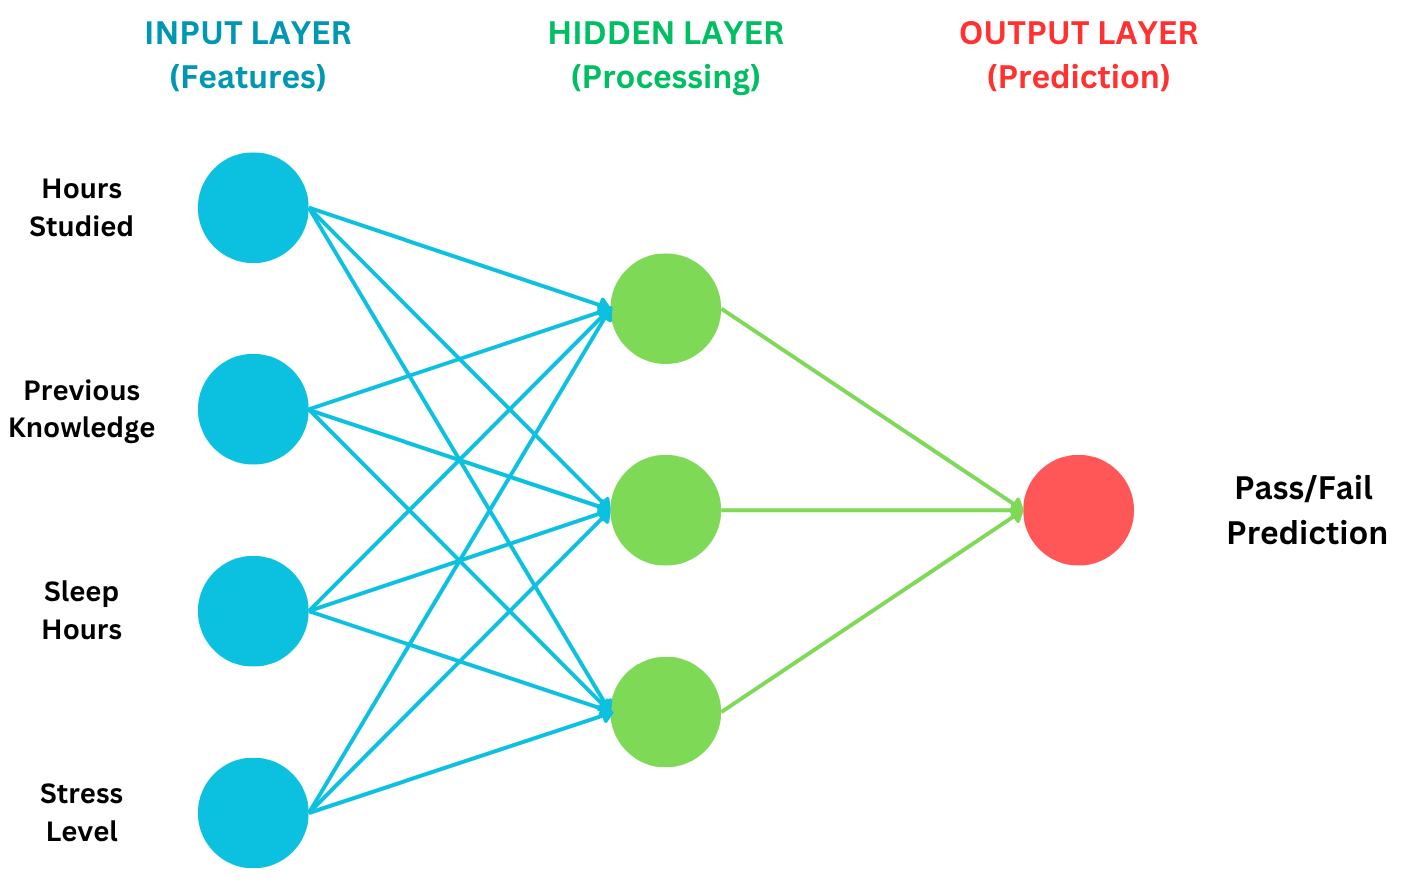 INPUT LAYER
(Features)
HIDDEN LAYER
(Processing)
OUTPUT LAYER
(Prediction)
Hours
Studied
Previous
Knowledge
Sleep
Hours
Stress
Level
Pass/Fail
Prediction